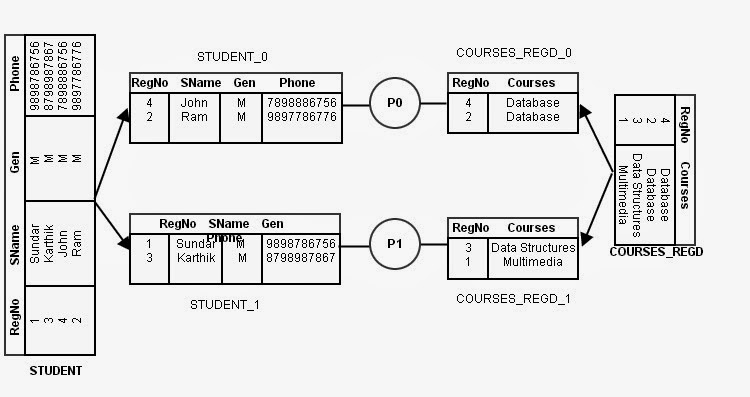 Phone
9898786756
8798987867
7898886756
9897786776
Gen
M
M
M
M
SName
Sundar
Karthik
John
Ram
RegNo
1
3
4
2
STUDENT
STUDENT_0
RegNo SName Gen Phone
4 John M 7898886756
2 Ram M 9897786776
P0
COURSES_REGD_0
RegNo Courses
4 Database
2 Database
RegNo SName Gen
Phone
1 Sundar M 9898786756
3 Karthik M 8798987867
STUDENT_1
P1
RegNo Courses
3 Data Structures
1 Multimedia
COURSES_REGD_1
RegNo Courses
4 Database
2 Database
3 Data Structures
1 Multimedia
COURSES_REGD